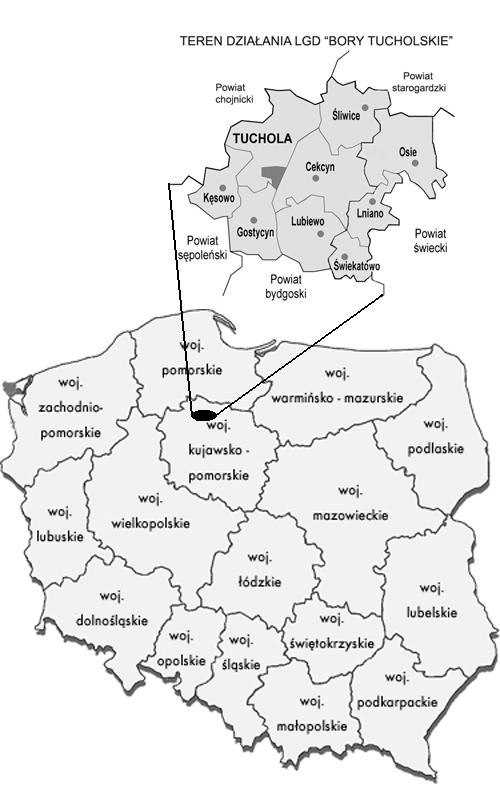 TEREN DZIAŁANIA LGD "BORY TUCHOLSKIE"
Powiat
chojnicki
Powiat
starogardzki
Śliwice
TUCHOLA
Osie
Cekcyn
Kęsowo
Lniano
Gostycyn
Lubiewo
Powiat
sępoleński
Powiat
świecki
Świekatowo
Powiat
bydgoski
woj.
pomorskie
woj.
zachodnio-
pomorskie
woj.
warmińsko - mazurskie
woj.
podlaskie
woj.
kujawsko -
pomorskie
woj.
lubuskie
woj.
wielkopolskie
woj.
mazowieckie
woj.
łódzkie
woj.
lubelskie
woj.
dolnośląskie
woj.
opolskie
woj.
śląskie
woj.
świętokrzyskie
woj.
małopolskie
woj.
podkarpackie